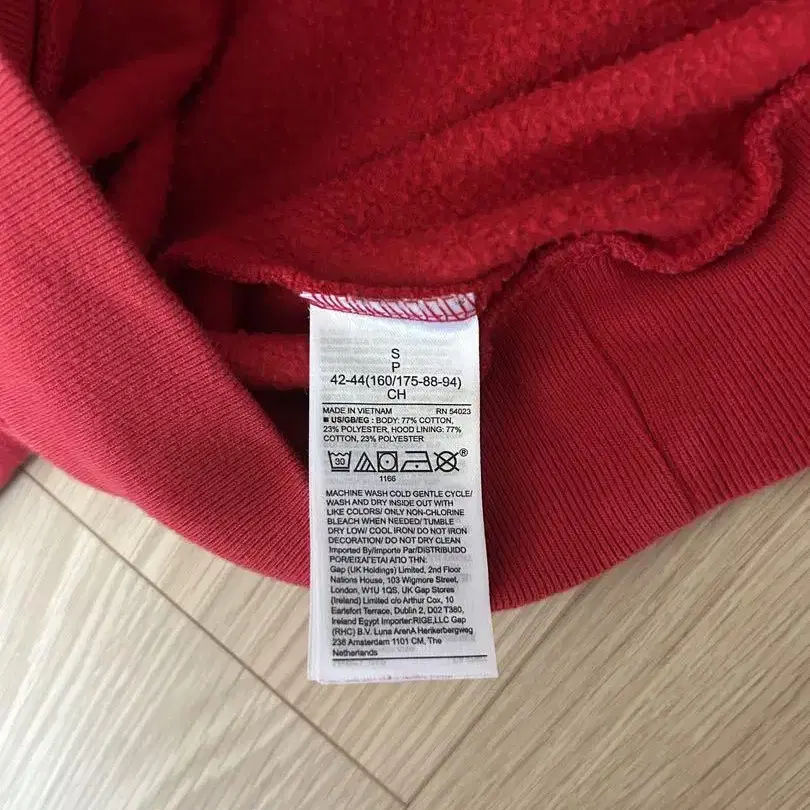 S
P
42-44(160/175-88-94)
CH
MADE IN VIETNAM RN 54023
■ US/GB/EG : BODY: 77% COTTON,
23% POLYESTER, HOOD LINING: 77%
COTTON, 23% POLYESTER
30 ®
1166
MACHINE WASH COLD GENTLE CYCLE/
WASH AND DRY INSIDE OUT WITH
LIKE COLORS/ ONLY NON-CHLORINE
BLEACH WHEN NEEDED/ TUMBLE
DRY LOW/ COOL IRON/ DO NOT IRON
DECORATION/ DO NOT DRY CLEAN
Imported By/Importe Par/DISTRIBUIDO
POR/ΕΙΣΑΓΕΤΑΙ ΑΠΟ ΤΗΝ:
Gap (UK Holdings) Limited, 2nd Floor
Nations House, 103 Wigmore Street,
London, W1U 1QS, UK Gap Stores
(Ireland) Limited c/o Arthur Cox, 10
Earlsfort Terrace, Dublin 2, D02 T380,
Ireland Egypt Importer:RIGE,LLC Gap
(RHC) B.V. Luna ArenA Herikerbergweg
238 Amsterdam 1101 CM, The
Netherlands